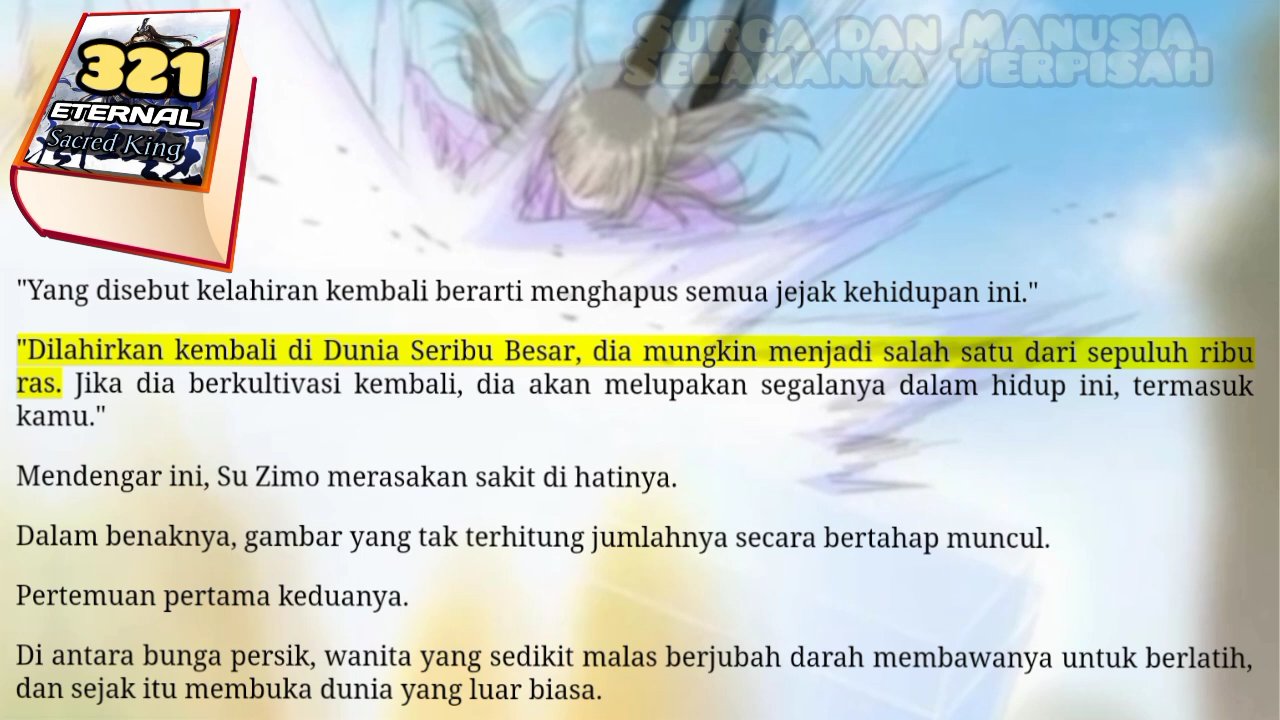 321
ETERNAL
Sacred King
Surga dan Manusia
Selamanya Terpisah
"Yang disebut kelahiran kembali berarti menghapus semua jejak kehidupan ini."
"Dilahirkan kembali di Dunia Seribu Besar, dia mungkin menjadi salah satu dari sepuluh ribu
ras. Jika dia berkultivasi kembali, dia akan melupakan segalanya dalam hidup ini, termasuk
kamu."
Mendengar ini, Su Zimo merasakan sakit di hatinya.
Dalam benaknya, gambar yang tak terhitung jumlahnya secara bertahap muncul.
Pertemuan pertama keduanya.
Di antara bunga persik, wanita yang sedikit malas berjubah darah membawanya untuk berlatih,
dan sejak itu membuka dunia yang luar biasa.